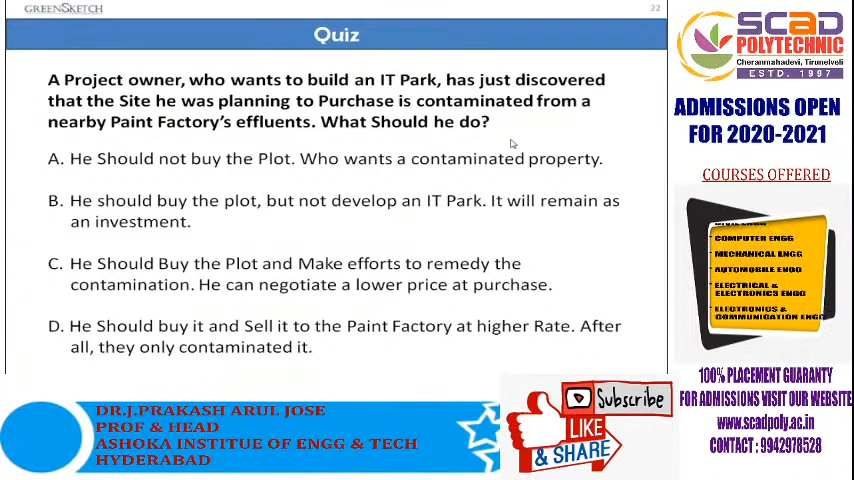 GREENSKETCH
22
Quiz
A Project owner, who wants to build an IT Park, has just discovered
that the Site he was planning to Purchase is contaminated from a
nearby Paint Factory's effluents. What Should he do?
A. He Should not buy the Plot. Who wants a contaminated property.
B. He should buy the plot, but not develop an IT Park. It will remain as
an investment.
C. He Should Buy the Plot and Make efforts to remedy the
contamination. He can negotiate a lower price at purchase.
D. He Should buy it and Sell it to the Paint Factory at higher Rate. After
all, they only contaminated it.
DR.J.PRAKASH ARUL JOSE
PROF & HEAD
ASHOKA INSTITUE OF ENGG & TECH
HYDERABAD
Subscribe
LIKE
& SHARE
SCAD
POLYTECHNIC
Cheranmahadevi, Tirunelveli
ESTD. 1997
ADMISSIONS OPEN
FOR 2020-2021
COURSES OFFERED
COMPUTER ENGG
MECHANICAL ENGG
AUTOMOBILE ENGG
ELECTRICAL &
ELECTRONICS ENGG
ELECTRONICS &
COMMUNICATION ENGG
100% PLACEMENT GUARANTY
FOR ADMISSIONS VISIT OUR WEBSITE
www.scadpoly.ac.in
CONTACT : 9942978528